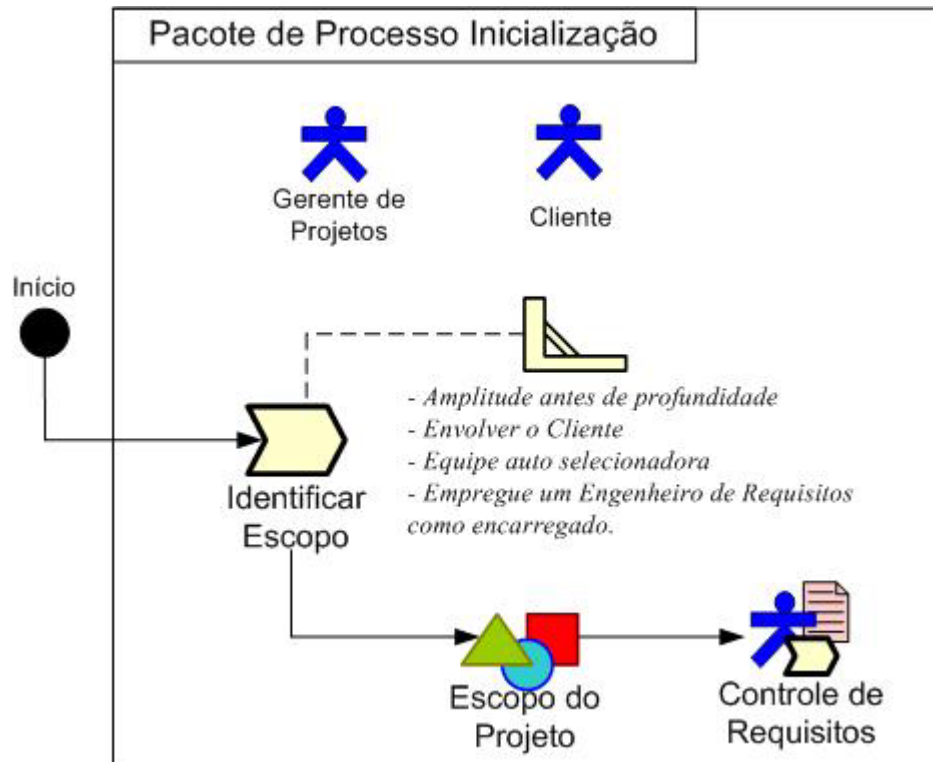 Pacote de Processo Inicialização
Gerente de
Projetos
Cliente
Início
- Amplitude antes de profundidade
- Envolver o Cliente
- Equipe auto selecionadora
- Empregue um Engenheiro de Requisitos
como encarregado.
Identificar
Escopo
Escopo do
Projeto
Controle de
Requisitos